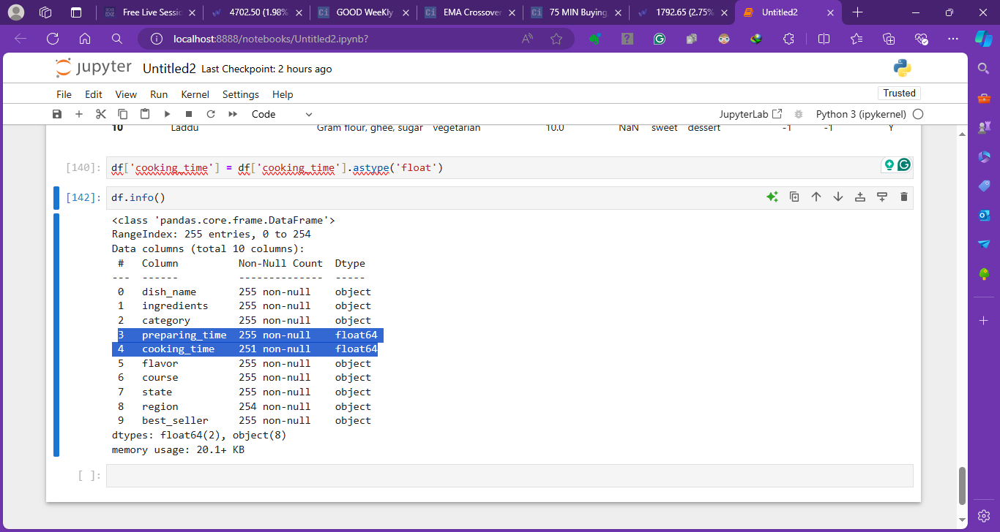 Free Live Sessic
4702.50 (1.98%
Ci GOOD WeeKly
Ci EMA Crossover
Ci 75 MIN Buying,
1792.65 (2.75%
Untitled2
localhost:8888/notebooks/Untitled2.ipynb?
jupyter Untitled2 Last Checkpoint: 2 hours ago
File Edit View Run Kernel Settings Help
Trusted
Code
JupyterLab
Python 3 (ipykernel)
10 Laddu Gram flour, ghee, sugar vegetarian 10.0 NaN sweet dessert -1 -1 Y
[140]: df['cooking_time'] = df['cooking_time'].astype('float')
[142]: df.info()
<class 'pandas.core.frame.DataFrame'>
RangeIndex: 255 entries, 0 to 254
Data columns (total 10 columns):
# Column Non-Null Count Dtype
--- ------ -------------- -----
0 dish_name 255 non-null object
1 ingredients 255 non-null object
2 category 255 non-null object
3 preparing_time 255 non-null float64
4 cooking_time 251 non-null float64
5 flavor 255 non-null object
6 course 255 non-null object
7 state 255 non-null object
8 region 254 non-null object
9 best_seller 255 non-null object
dtypes: float64(2), object(8)
memory usage: 20.1+ KB
[ ]: